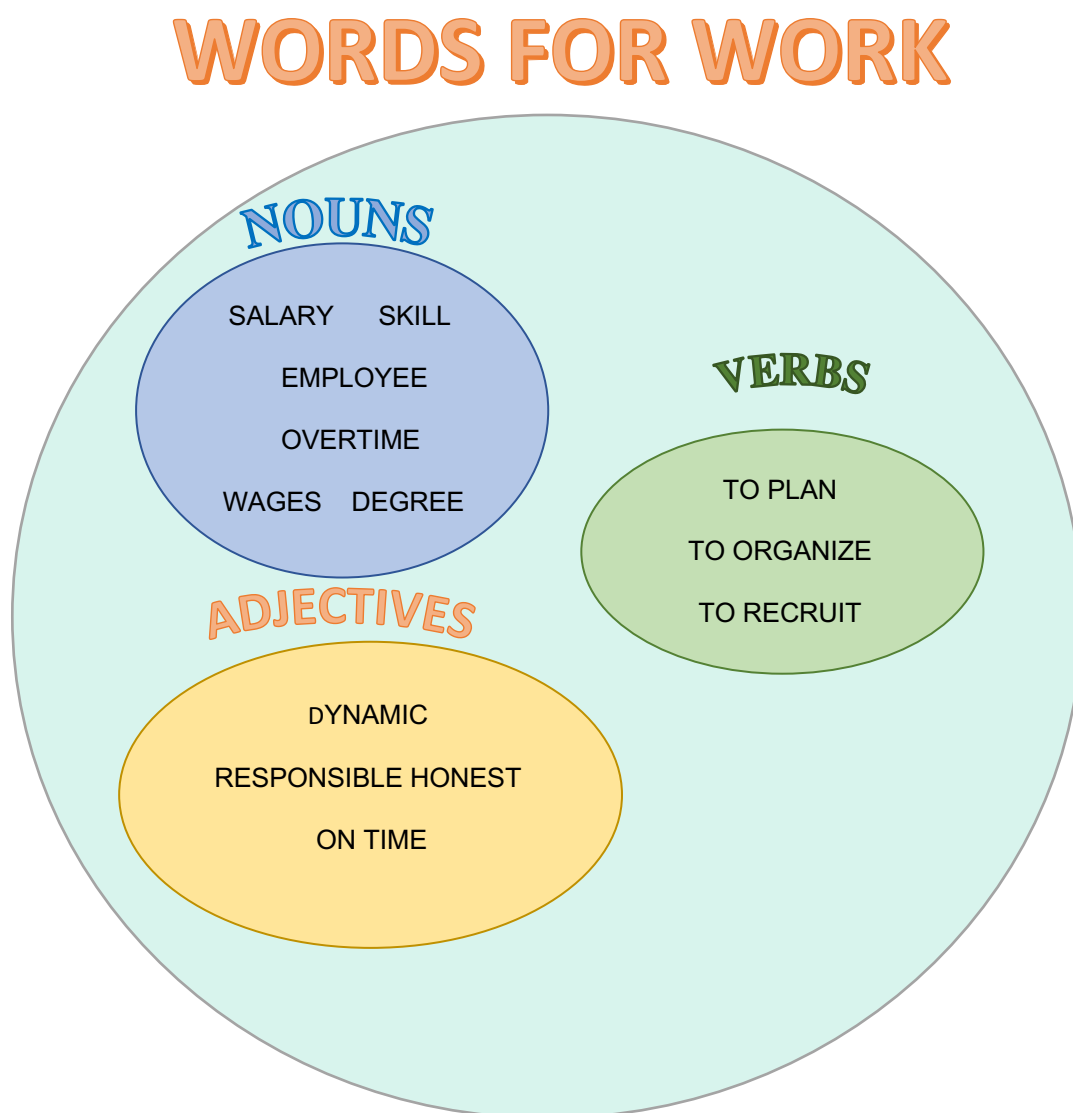 WORDS FOR WORK
NOUNS
SALARY SKILL
EMPLOYEE
OVERTIME
WAGES DEGREE
VERBS
TO PLAN
TO ORGANIZE
TO RECRUIT
ADJECTIVES
DYNAMIC
RESPONSIBLE HONEST
ON TIME